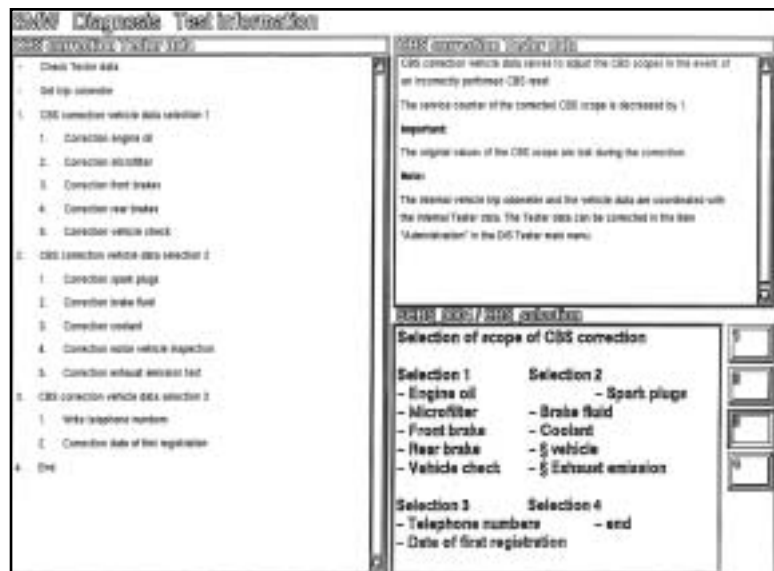 BMW Diagnosis Test information
CBS correction Tester data
- Check Tester data
- Set trip odometer
1. CBS correction vehicle data selection 1
1. Correction engine oil
2. Correction microfilter
3. Correction front brakes
4. Correction rear brakes
5. Correction vehicle check
2. CBS correction vehicle data selection 2
1. Correction spark plugs
2. Correction brake fluid
3. Correction coolant
4. Correction motor vehicle inspection
5. Correction exhaust emission test
3. CBS correction vehicle data selection 3
1. Write telephone numbers
2. Correction date of first registration
4. End
CBS correction Tester data
CBS correction vehicle data serves to adjust the CBS scopes in the event of
an incorrectly performed CBS reset
The service counter of the corrected CBS scope is decreased by 1.
Important:
The original values of the CBS scope are lost during the correction.
Note:
The internal vehicle trip odometer and the vehicle data are coordinated with
the internal Tester data. The Tester data can be corrected in the item
"Administration" in the DIS Tester main menu.
/ CBS selection
Selection of scope of CBS correction
Selection 1 Selection 2
- Engine oil - Spark plugs
- Microfilter - Brake fluid
- Front brake - Coolant
- Rear brake - § vehicle
- Vehicle check - § Exhaust emission
Selection 3 Selection 4
- Telephone numbers - end
- Date of first registration